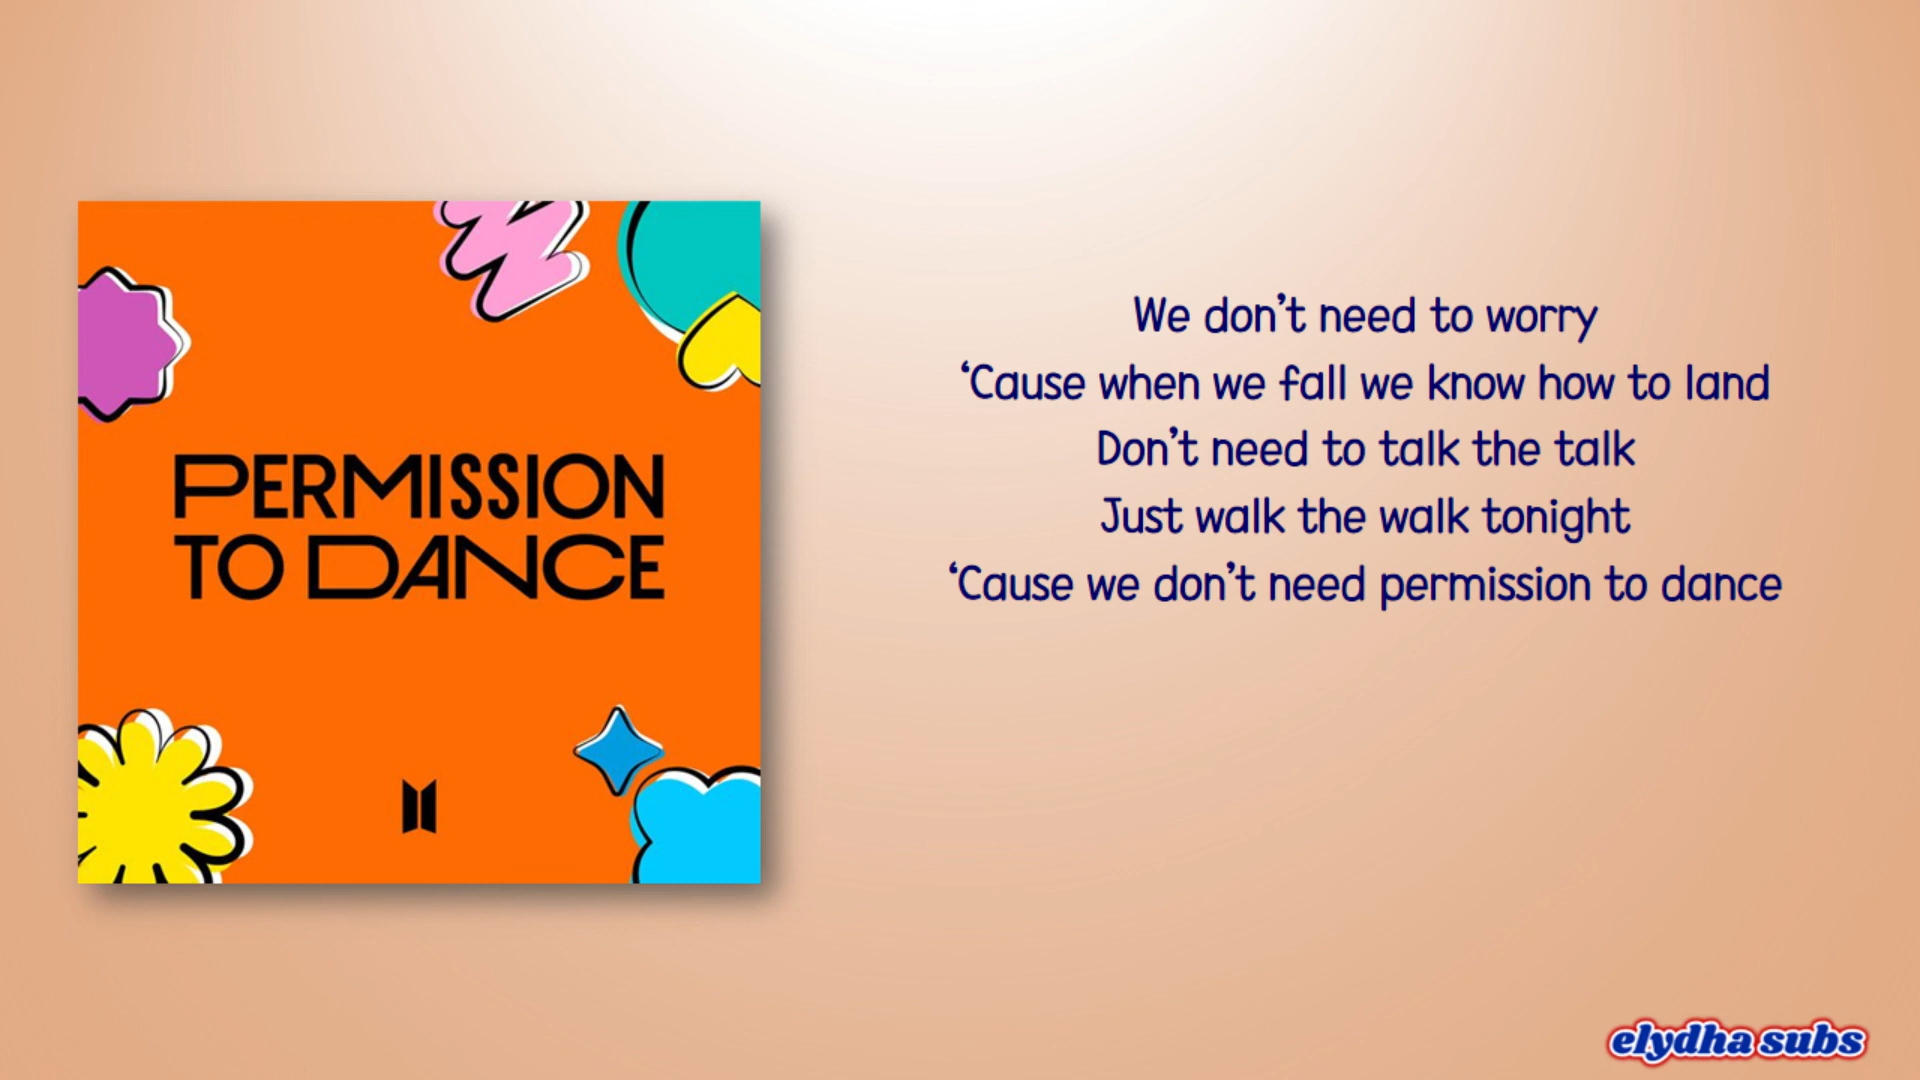 PERMISSION
TO DANCE
We don’t need to worry
‘Cause when we fall we know how to land
Don’t need to talk the talk
Just walk the walk tonight
‘Cause we don’t need permission to dance
elydha subs